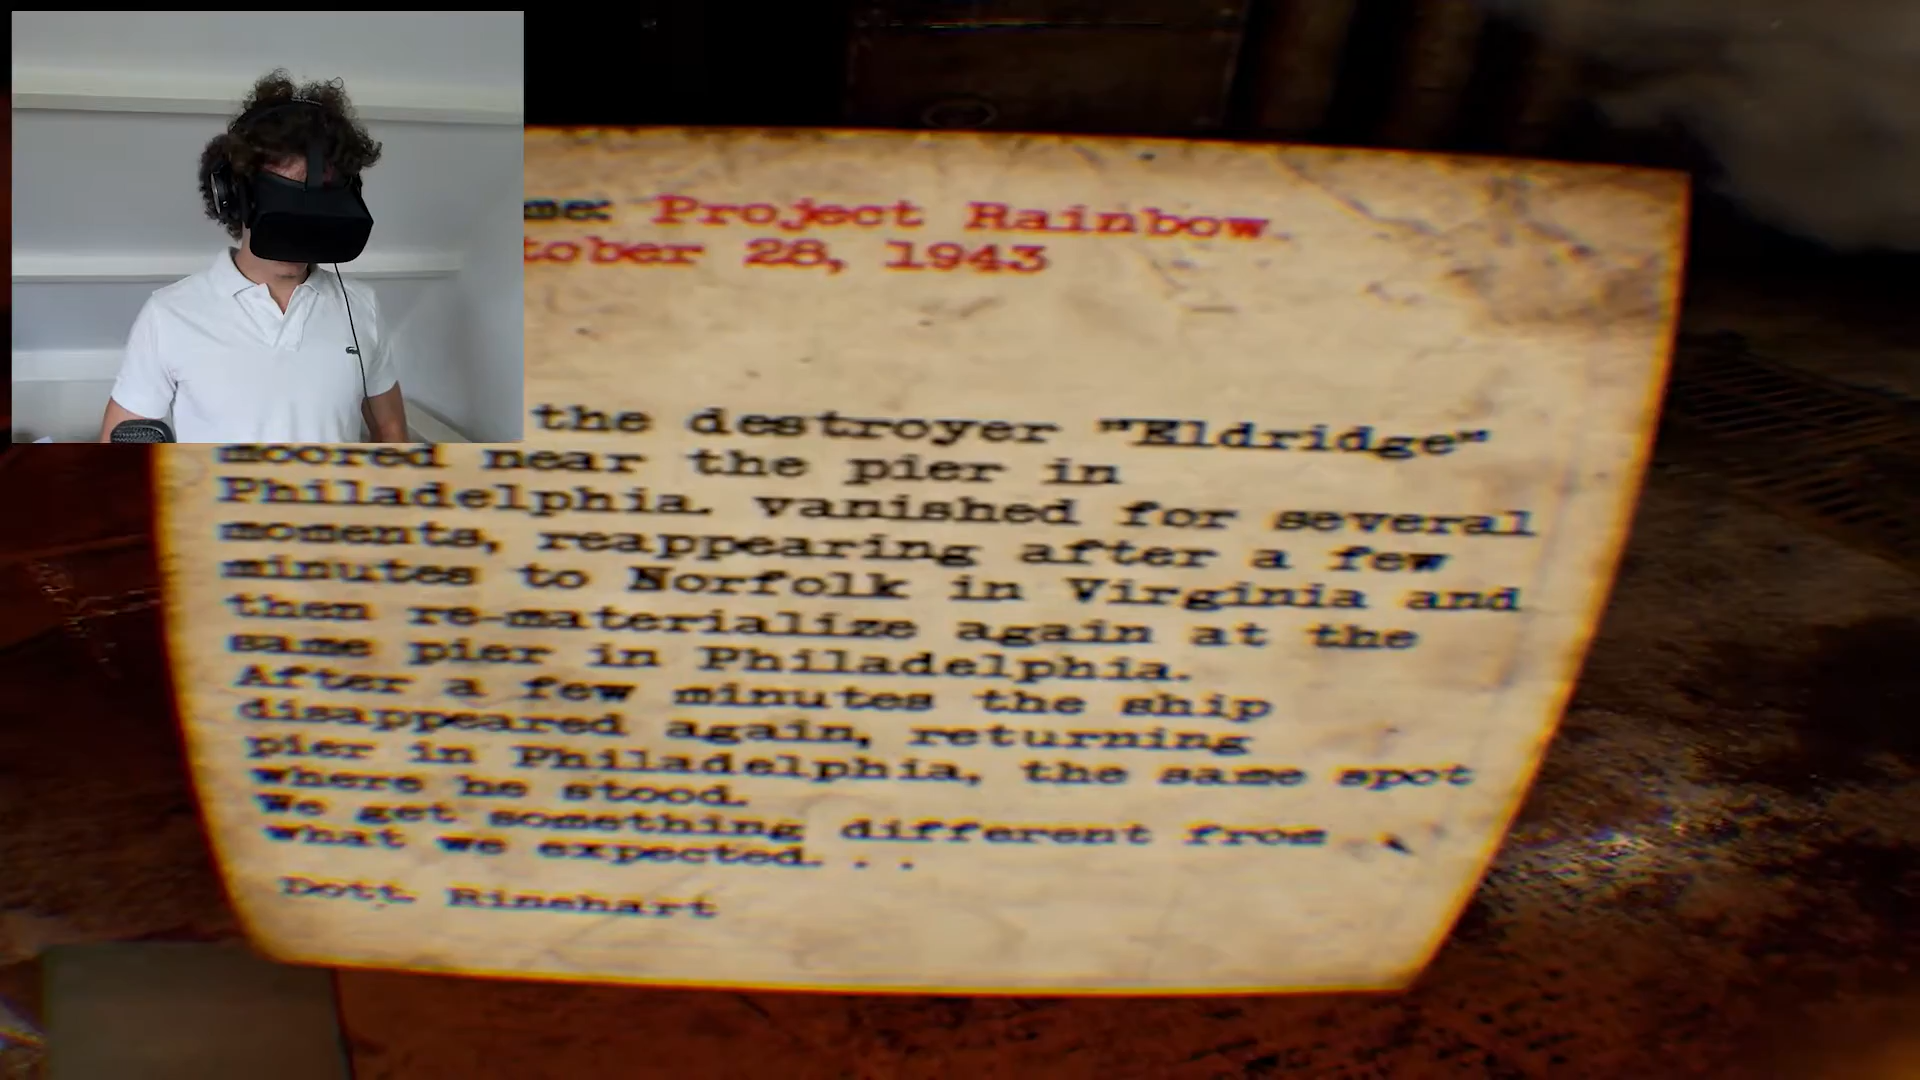 me: Project Rainbow.
tober 28, 1943
the destroyer "Eldridge"
moored near the pier in
Philadelphia. vanished for several
moments, reappearing after a few
minutes to Norfolk in Virginia and
then re-materialize again at the
same pier in Philadelphia.
After a few minutes the ship
disappeared again, returning
pier in Philadelphia, the same spot
where he stood.
We get something different from
what we expected. . .
Dott. Rinehart